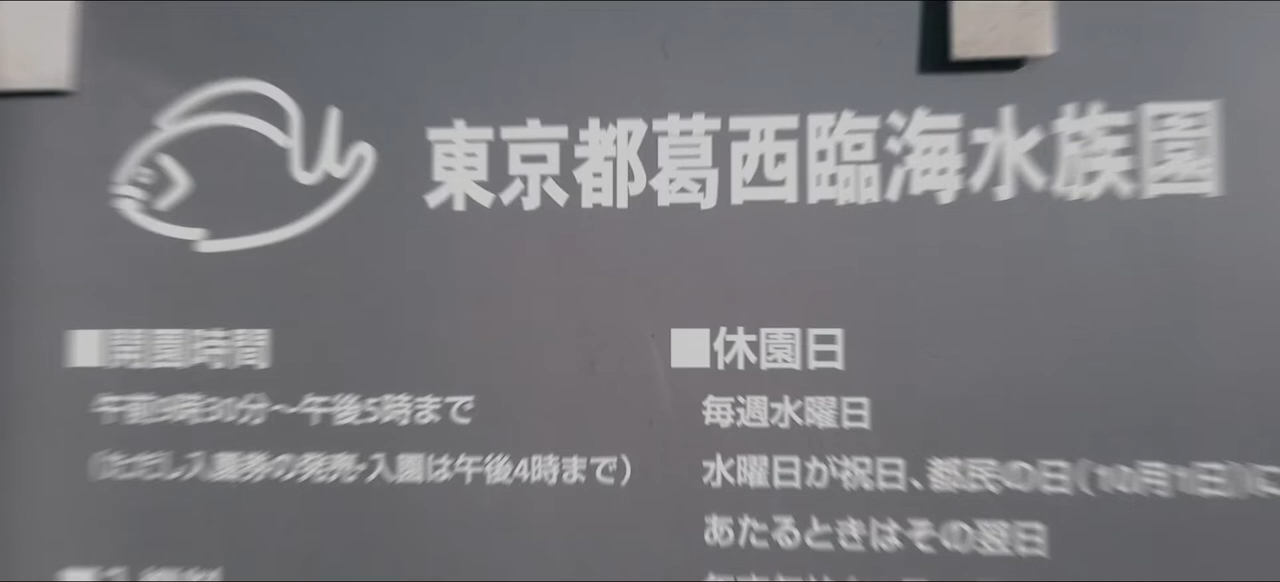 東京都葛西臨海水族園
■開園時間
午前9時30分～午後5時まで
(ただし入園券の発売・入園は午後4時まで)
■休園日
毎週水曜日
水曜日が祝日、都民の日(10月1日)に
あたるときはその翌日